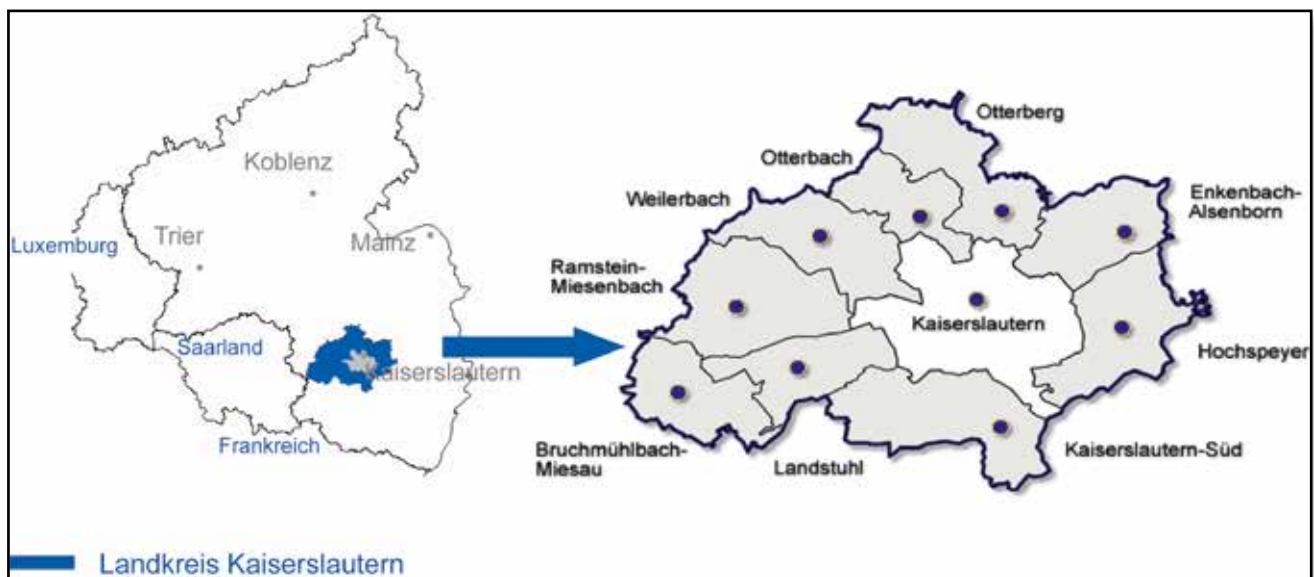 Koblenz
Trier
Mainz
Luxemburg
Saarland
Kaiserslautern
Frankreich
Otterberg
Otterbach
Weilerbach
Enkenbach-
Alsenborn
Ramstein-
Miesenbach
Kaiserslautern
Hochspeyer
Bruchmühlbach-
Miesau
Landstuhl
Kaiserslautern-Süd
Landkreis Kaiserslautern